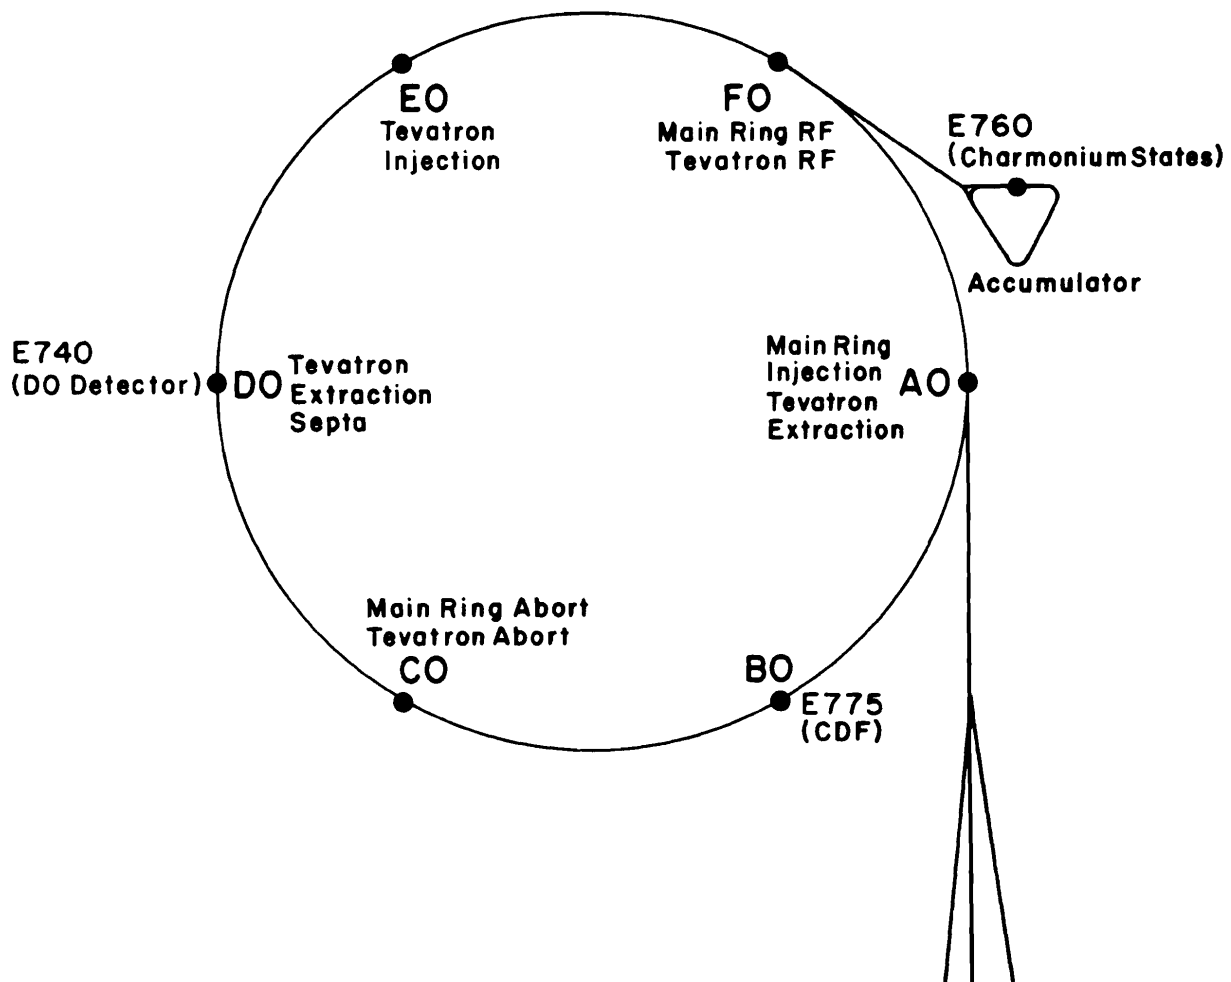 EO
Tevatron
Injection
FO
Main Ring RF
Tevatron RF
E760
(Charmonium States)
Accumulator
E740
(DO Detector)
DO
Tevatron
Extraction
Septa
Main Ring
Injection
Tevatron
Extraction
AO
Main Ring Abort
Tevatron Abort
CO
BO
E775
(CDF)